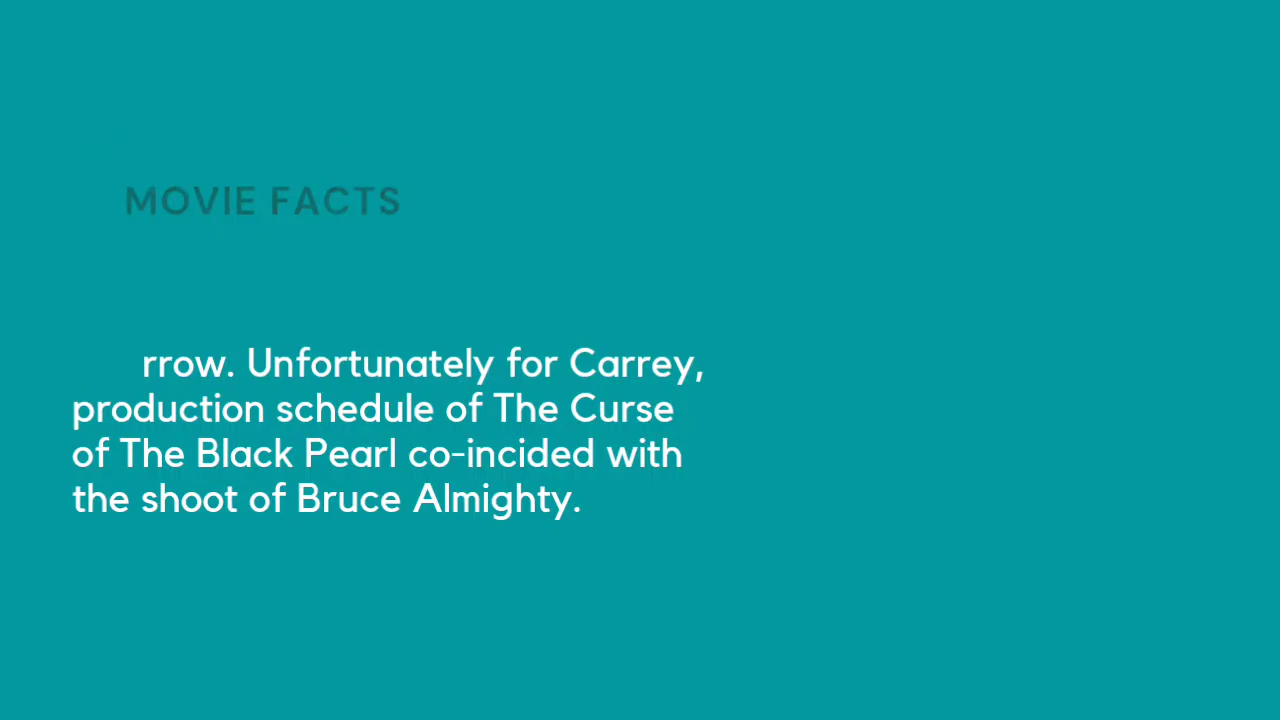 MOVIE FACTS
rrow. Unfortunately for Carrey,
production schedule of The Curse
of The Black Pearl co-incided with
the shoot of Bruce Almighty.